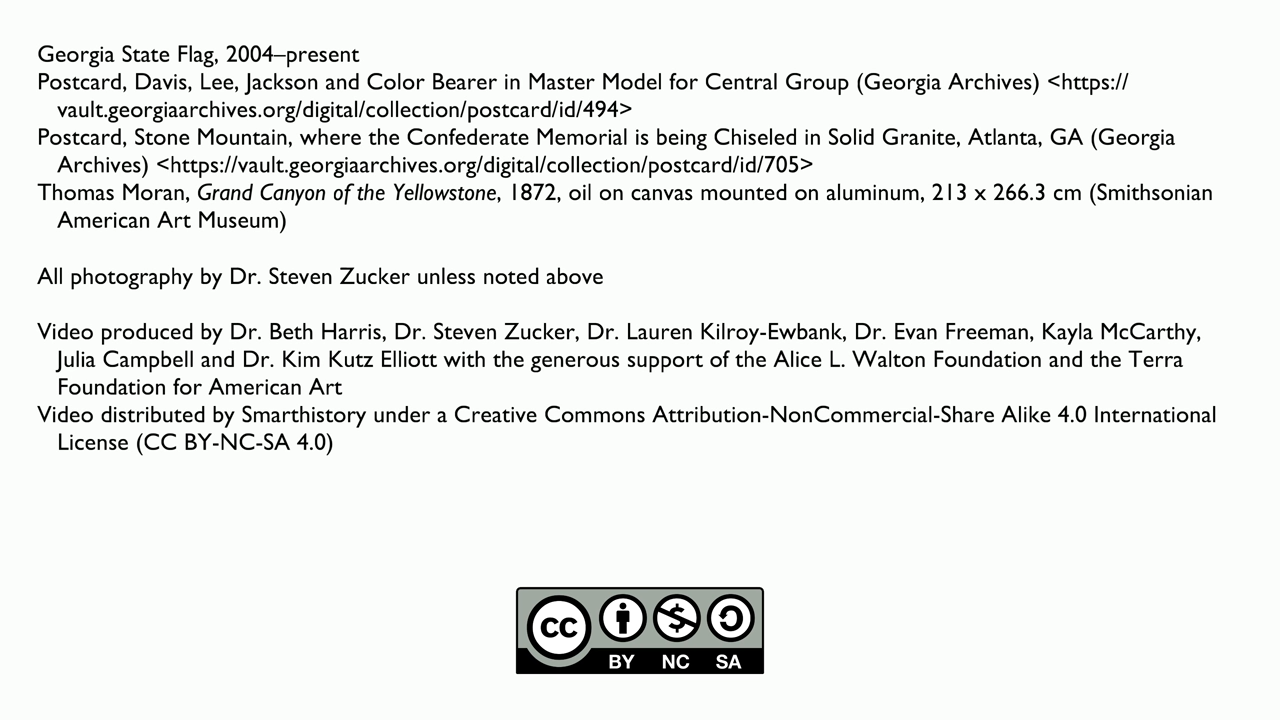 Georgia State Flag, 2004–present
Postcard, Davis, Lee, Jackson and Color Bearer in Master Model for Central Group (Georgia Archives) <https://
vault.georgiaarchives.org/digital/collection/postcard/id/494>
Postcard, Stone Mountain, where the Confederate Memorial is being Chiseled in Solid Granite, Atlanta, GA (Georgia
Archives) <https://vault.georgiaarchives.org/digital/collection/postcard/id/705>
Thomas Moran, Grand Canyon of the Yellowstone, 1872, oil on canvas mounted on aluminum, 213 x 266.3 cm (Smithsonian
American Art Museum)
All photography by Dr. Steven Zucker unless noted above
Video produced by Dr. Beth Harris, Dr. Steven Zucker, Dr. Lauren Kilroy-Ewbank, Dr. Evan Freeman, Kayla McCarthy,
Julia Campbell and Dr. Kim Kutz Elliott with the generous support of the Alice L. Walton Foundation and the Terra
Foundation for American Art
Video distributed by Smarthistory under a Creative Commons Attribution-NonCommercial-Share Alike 4.0 International
License (CC BY-NC-SA 4.0)
cc
BY NC SA